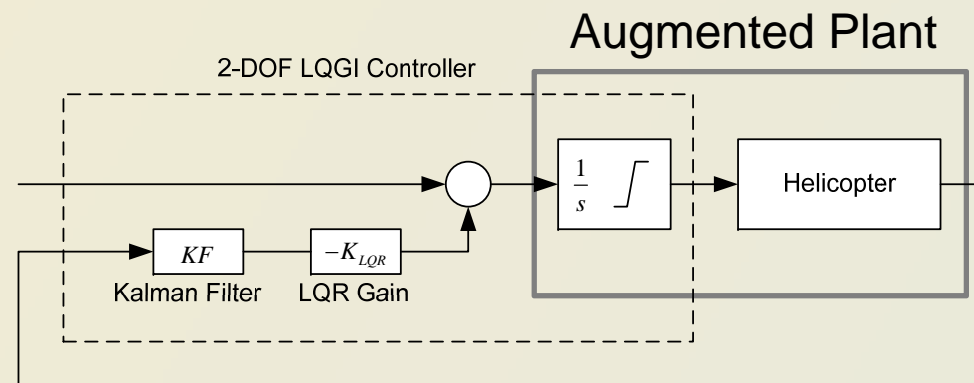 Augmented Plant
2-DOF LQGI Controller
1
s
Helicopter
KF
-K_LQR
Kalman Filter
LQR Gain